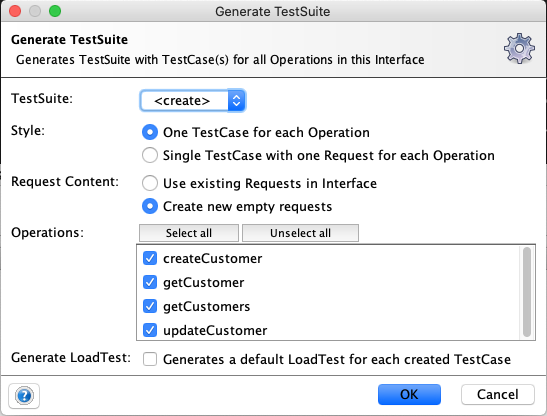 Generate TestSuite
Generate TestSuite
Generates TestSuite with TestCase(s) for all Operations in this Interface
TestSuite: <create>
Style: One TestCase for each Operation
Single TestCase with one Request for each Operation
Request Content: Use existing Requests in Interface
Create new empty requests
Operations: Select all Unselect all
createCustomer
getCustomer
getCustomers
updateCustomer
Generate LoadTest: Generates a default LoadTest for each created TestCase
? OK Cancel